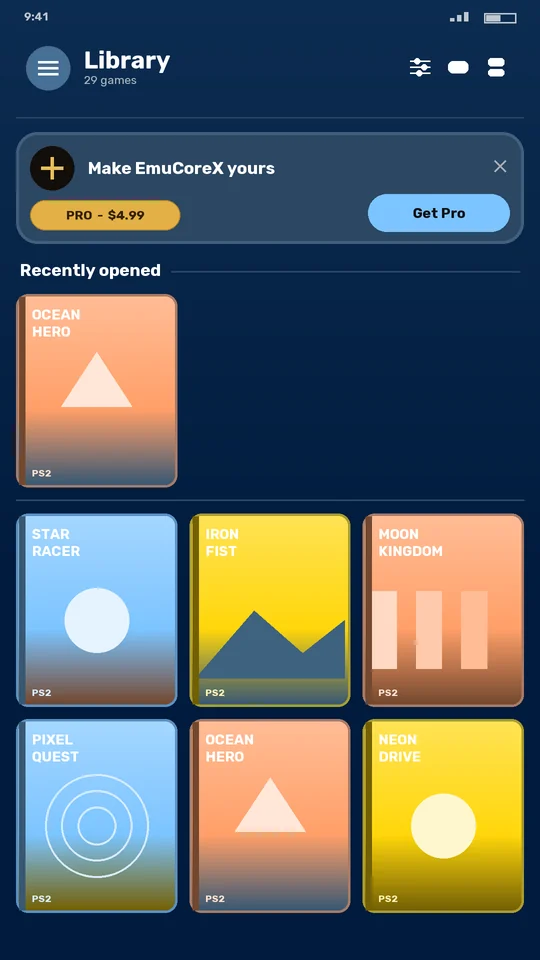 9:41
Library
29 games
Make EmuCoreX yours
PRO - $4.99
Get Pro
Recently opened
OCEAN
HERO
PS2
STAR
RACER
PS2
IRON
FIST
PS2
MOON
KINGDOM
PS2
PIXEL
QUEST
PS2
OCEAN
HERO
PS2
NEON
DRIVE
PS2